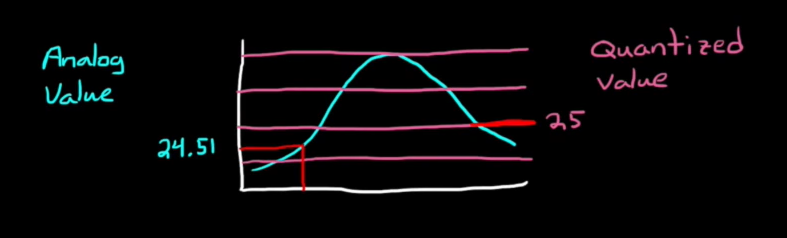 Analog
Value
24.51
Quantized
Value
25